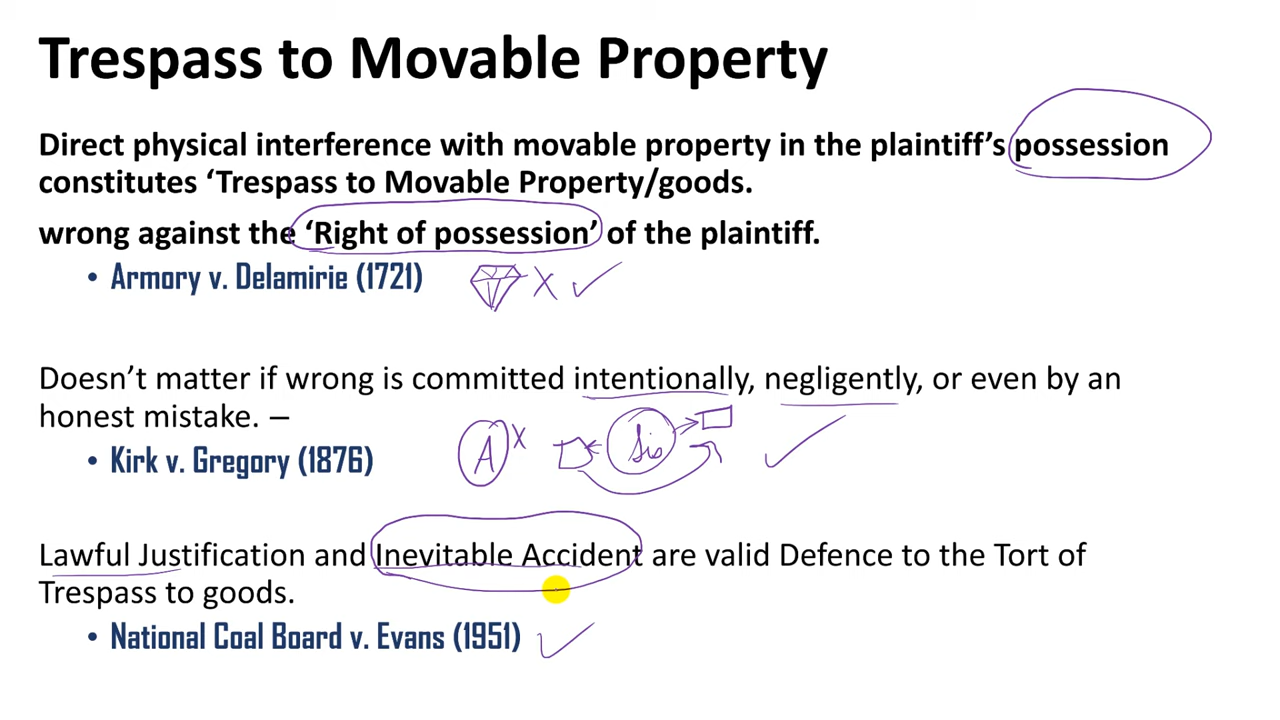 Trespass to Movable Property
Direct physical interference with movable property in the plaintiff’s possession
constitutes ‘Trespass to Movable Property/goods.
wrong against the ‘Right of possession’ of the plaintiff.
• Armory v. Delamirie (1721)
Doesn’t matter if wrong is committed intentionally, negligently, or even by an
honest mistake. –
• Kirk v. Gregory (1876)
A
Sis
Lawful Justification and Inevitable Accident are valid Defence to the Tort of
Trespass to goods.
• National Coal Board v. Evans (1951)